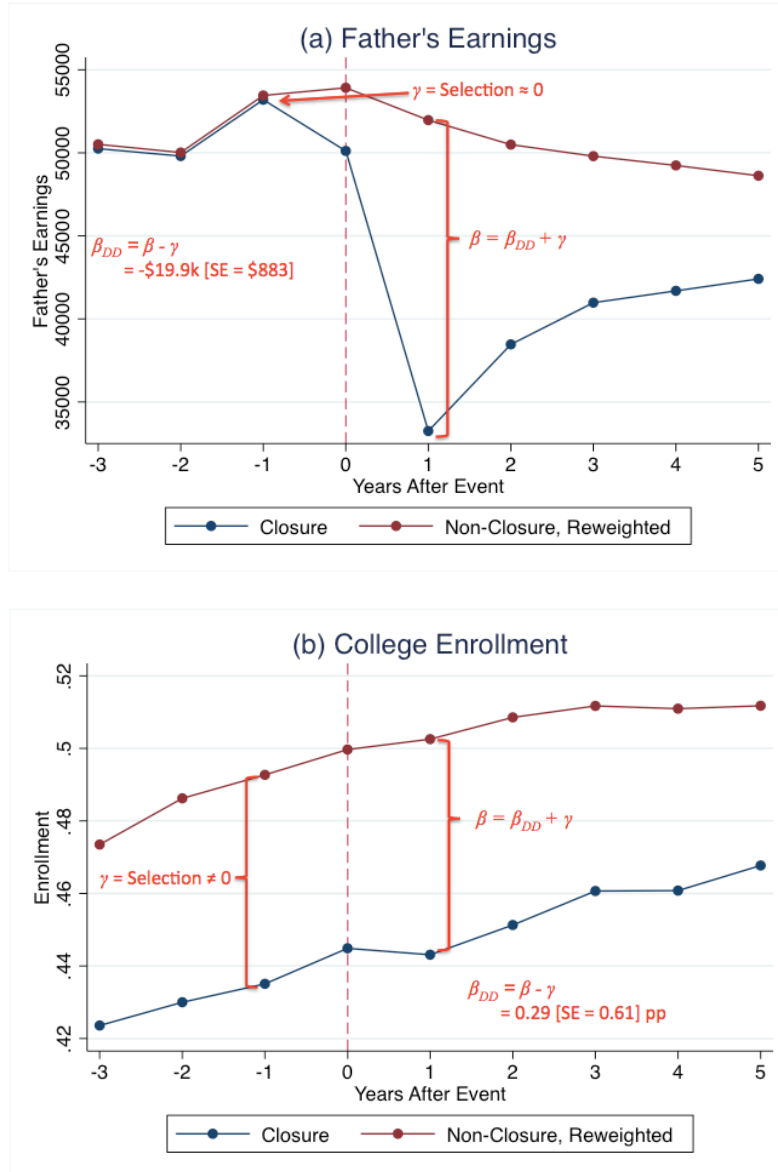 (a) Father's Earnings
Father's Earnings
55000
50000
45000
40000
35000
γ = Selection ≈ 0
β = β_DD + γ
β_DD = β - γ
= -$19.9k [SE = $883]
-3 -2 -1 0 1 2 3 4 5
Years After Event
Closure Non-Closure, Reweighted
(b) College Enrollment
Enrollment
.52
.5
.48
.46
.44
.42
β = β_DD + γ
γ = Selection ≠ 0
β_DD = β - γ
= 0.29 [SE = 0.61] pp
-3 -2 -1 0 1 2 3 4 5
Years After Event
Closure Non-Closure, Reweighted